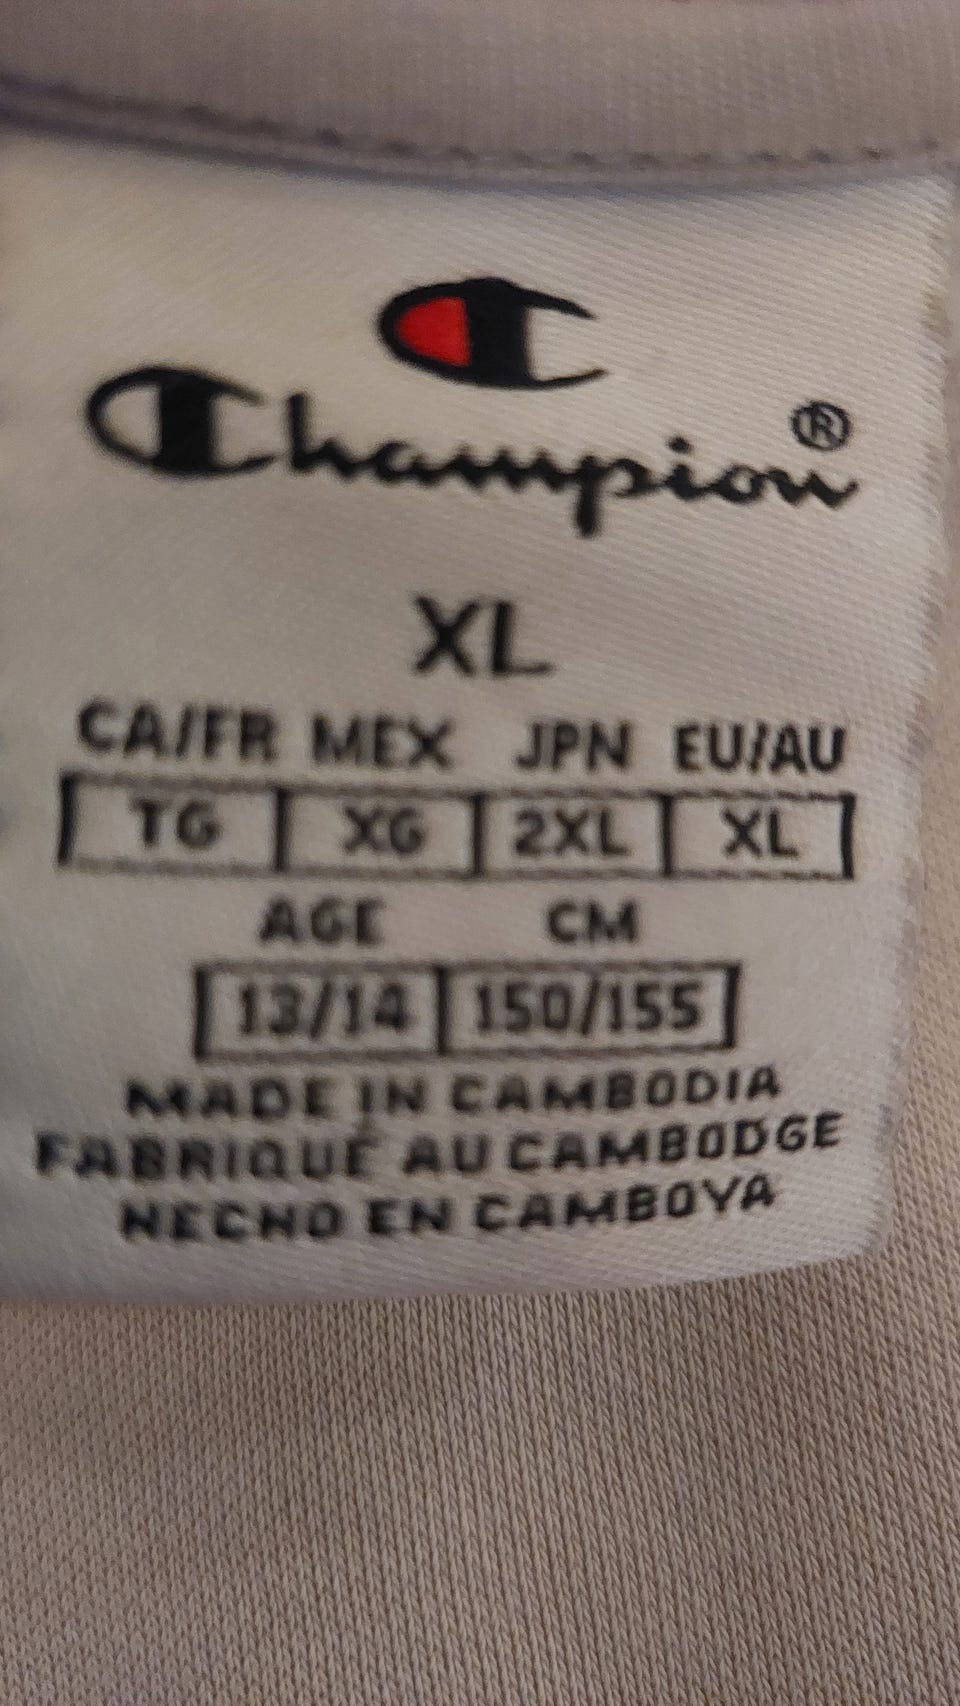 Champion®
XL
CA/FR MEX JPN EU/AU
TG XG 2XL XL
AGE CM
13/14 150/155
MADE IN CAMBODIA
FABRIQUÉ AU CAMBODGE
HECHO EN CAMBOYA